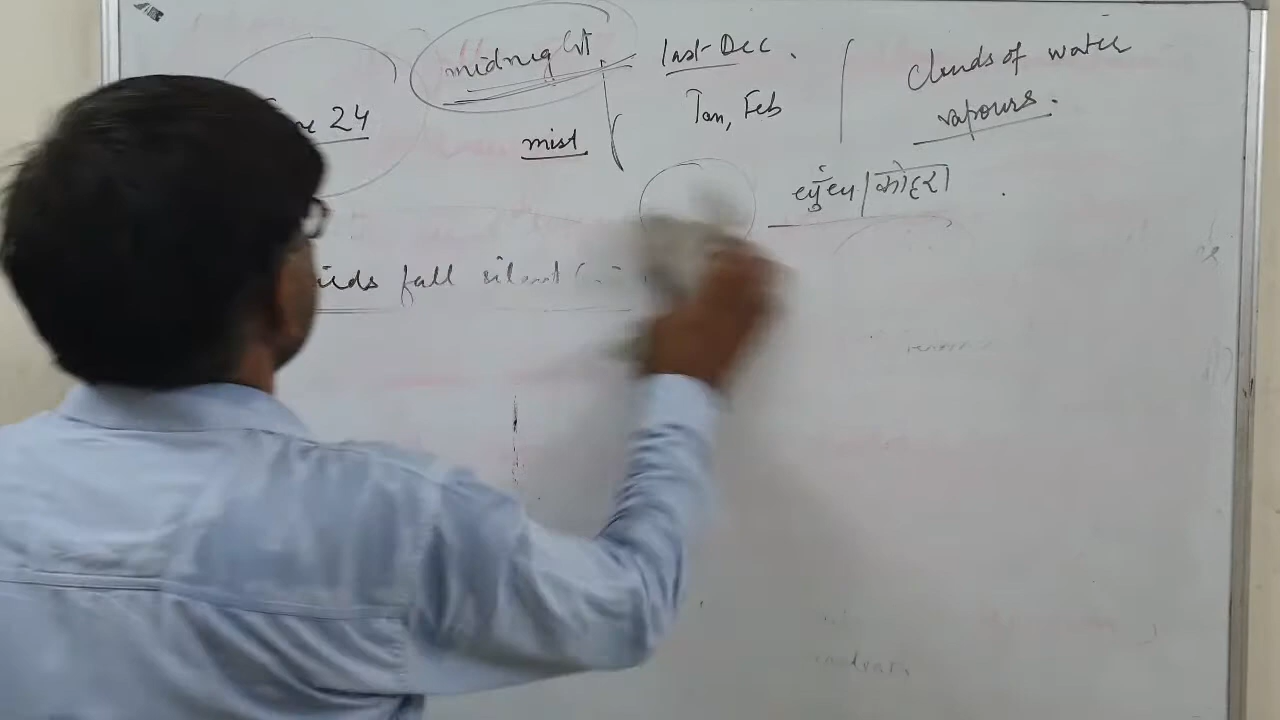 midnight
last Dec.
Jan, Feb
mist
clouds of water
vapours.
24
धुंध/कोहरा
fall silent